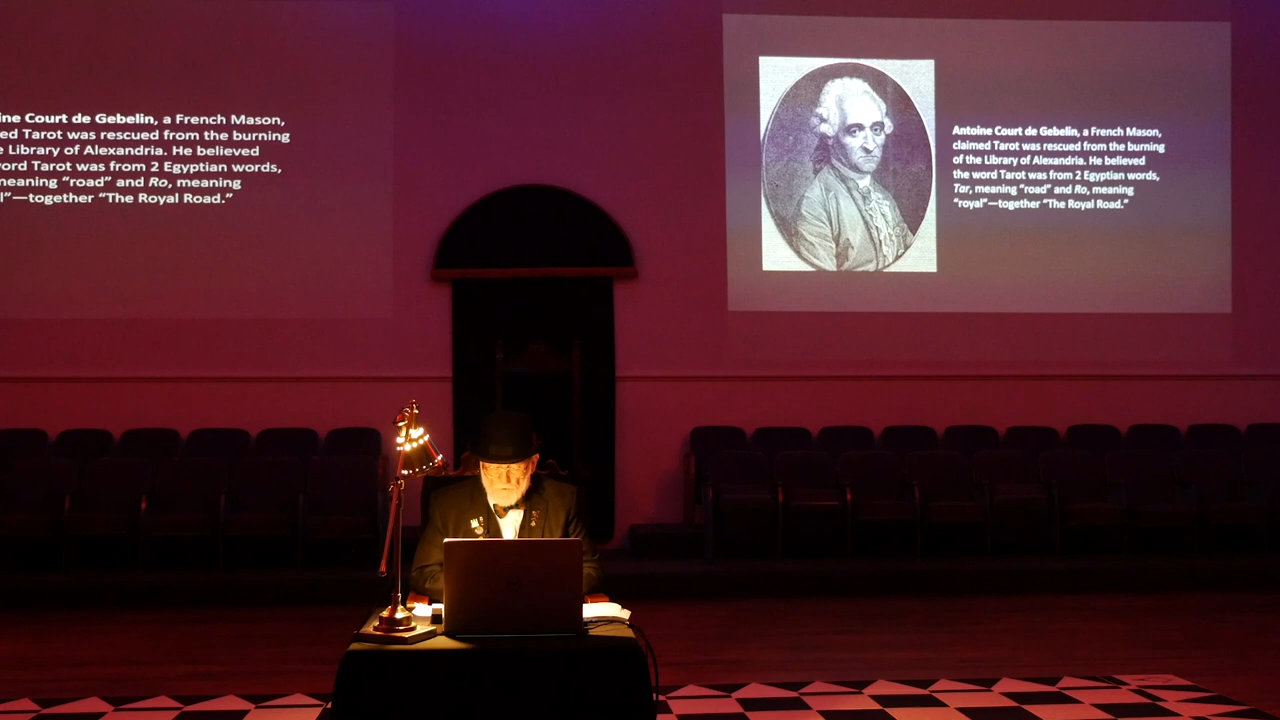 ine Court de Gebelin, a French Mason,
ed Tarot was rescued from the burning
e Library of Alexandria. He believed
ord Tarot was from 2 Egyptian words,
meaning “road” and Ro, meaning
l”—together “The Royal Road.”
Antoine Court de Gebelin, a French Mason,
claimed Tarot was rescued from the burning
of the Library of Alexandria. He believed
the word Tarot was from 2 Egyptian words,
Tar, meaning “road” and Ro, meaning
“royal”—together “The Royal Road.”